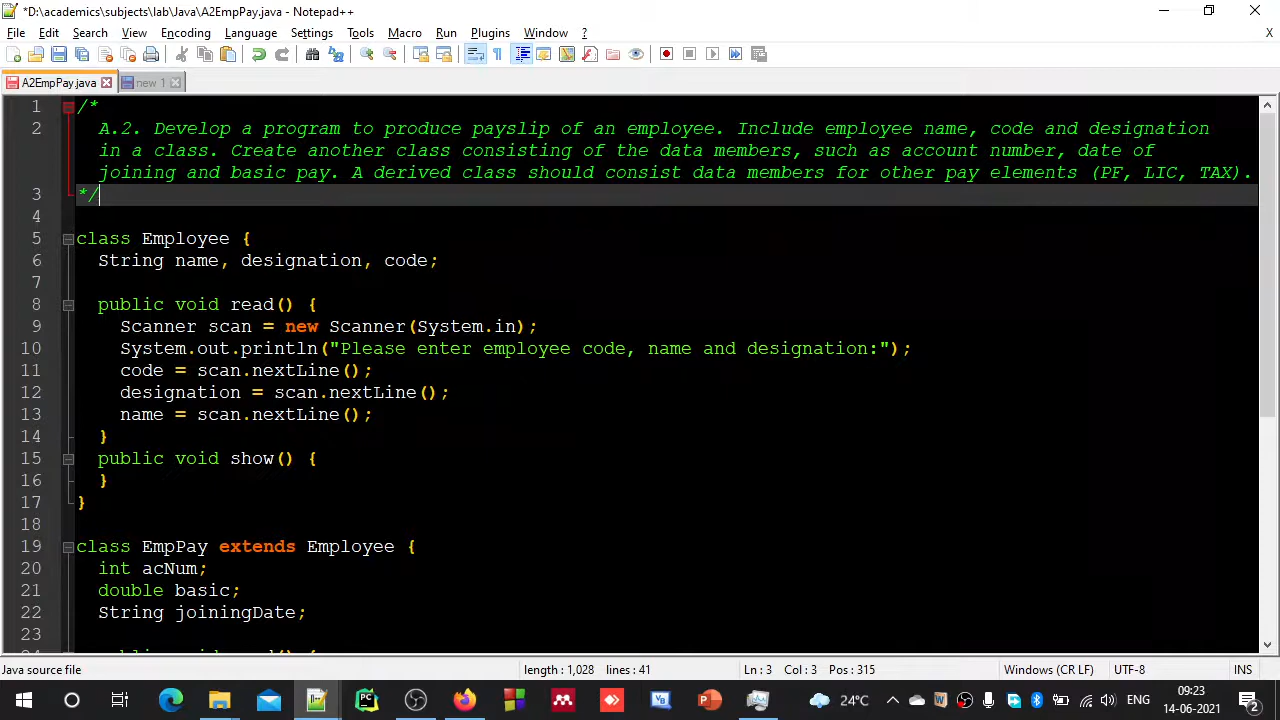 *D:\academics\subjects\lab\Java\A2EmpPay.java - Notepad++
File Edit Search View Encoding Language Settings Tools Macro Run Plugins Window ? X
A2EmpPay.java new 1
1 /*
2 A.2. Develop a program to produce payslip of an employee. Include employee name, code and designation
in a class. Create another class consisting of the data members, such as account number, date of
joining and basic pay. A derived class should consist data members for other pay elements (PF, LIC, TAX).
3 */
4
5 class Employee {
6 String name, designation, code;
7
8 public void read() {
9 Scanner scan = new Scanner(System.in);
10 System.out.println("Please enter employee code, name and designation:");
11 code = scan.nextLine();
12 designation = scan.nextLine();
13 name = scan.nextLine();
14 }
15 public void show() {
16 }
17 }
18
19 class EmpPay extends Employee {
20 int acNum;
21 double basic;
22 String joiningDate;
23
Java source file length : 1,028 lines : 41 Ln : 3 Col : 3 Pos : 315 Windows (CR LF) UTF-8 INS
24°C ENG 09:23
14-06-2021 2